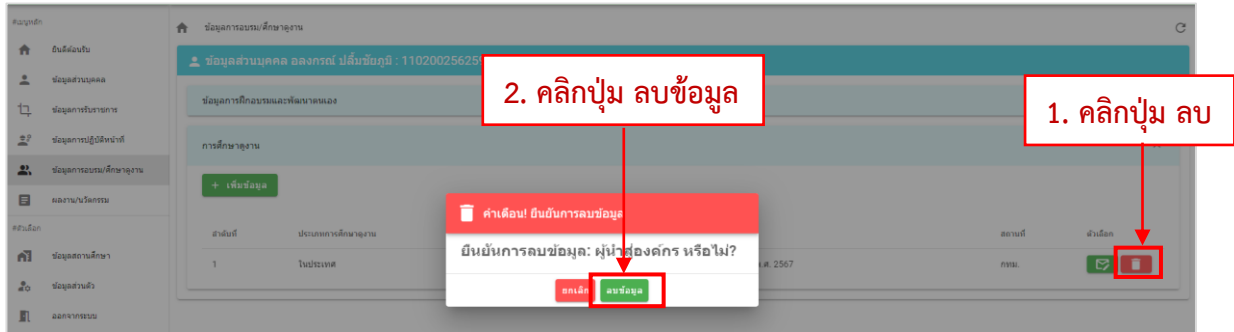 #เมนูหลัก
ยินดีต้อนรับ
ข้อมูลส่วนบุคคล
ข้อมูลการรับราชการ
ข้อมูลการปฏิบัติหน้าที่
ข้อมูลการอบรม/ศึกษาดูงาน
ผลงาน/นวัตกรรม
#ตัวเลือก
ข้อมูลสถานศึกษา
ข้อมูลส่วนตัว
ออกจากระบบ
ข้อมูลการอบรม/ศึกษาดูงาน
ข้อมูลส่วนบุคคล อลงกรณ์ ปลื้มชัยภูมิ : 110200256259
ข้อมูลการฝึกอบรมและพัฒนาตนเอง
การศึกษาดูงาน
+ เพิ่มข้อมูล
ลำดับที่ ประเภทการศึกษาดูงาน สถานที่ ตัวเลือก
1 ในประเทศ ศ. 2567 กทม.
2. คลิกปุ่ม ลบข้อมูล
1. คลิกปุ่ม ลบ
คำเตือน! ยืนยันการลบข้อมูล
ยืนยันการลบข้อมูล: ผู้นำสู่องค์กร หรือไม่?
ยกเลิก ลบข้อมูล